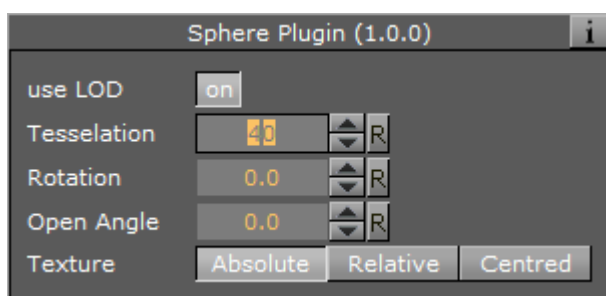 Sphere Plugin (1.0.0) i
use LOD on
Tesselation 40 R
Rotation 0.0 R
Open Angle 0.0 R
Texture Absolute Relative Centred